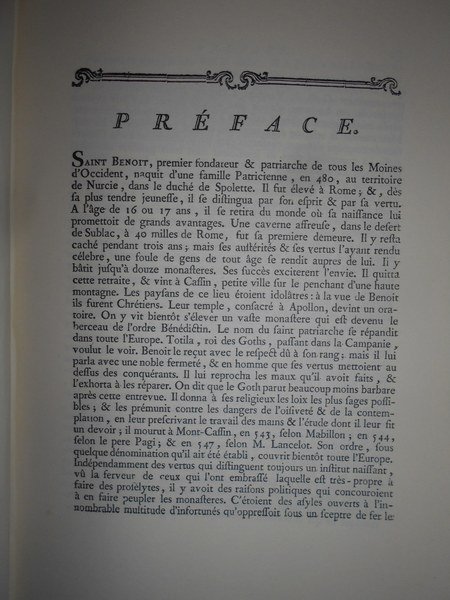 PRÉFACE.
SAINT BENOIT, premier fondateur & patriarche de tous les Moines
d'Occident, naquit d'une famille Patricienne, en 480, au territoire
de Nurcie, dans le duché de Spolette. Il fut élevé à Rome; &, dès
sa plus tendre jeunesse, il se distingua par son esprit & par sa vertu.
A l'âge de 16 ou 17 ans, il se retira du monde où sa naissance lui
promettoit de grands avantages. Une caverne affreuse, dans le desert
de Sublac, à 40 milles de Rome, fut sa premiere demeure. Il y resta
caché pendant trois ans; mais ses austérités & ses vertus l'ayant rendu
célebre, une foule de gens de tout âge se rendit aupres de lui. Il y
bâtit jusqu'à douze monasteres. Ses succès exciterent l'envie. Il quitta
cette retraite, & vint à Cassin, petite ville sur le penchant d'une haute
montagne. Les paysans de ce lieu étoient idolâtres: à la vue de Benoit
ils furent Chrétiens. Leur temple, consacré à Apollon, devint un ora-
toire. On y vit bientôt s'élever un vaste monastere qui est devenu le
berceau de l'ordre Bénédictin. Le nom du saint patriarche se répandit
dans toute l'Europe. Totila, roi des Goths, passant dans la Campanie,
voulut le voir. Benoit le reçut avec le respect dû à son rang; mais il lui
parla avec une noble fermeté, & en homme que ses vertus mettoient au
dessus des conquérants. Il lui reprocha les maux qu'il avoit faits, &
l'exhorta à les réparer. On dit que le Goth parut beaucoup moins barbare
après cette entrevue. Il donna à ses religieux les loix les plus sages possi-
bles; & les prémunit contre les dangers de l'oisiveté & de la contem-
plation, en leur prescrivant le travail des mains & l'étude dont il leur fit
un devoir; il mourut à Mont-Cassin, en 543, selon Mabillon; en 544,
selon le pere Pagi; & en 547, selon M. Lancelot. Son ordre, sous
quelque dénomination qu'il ait été établi, couvrit bientôt toute l'Europe.
Indépendamment des vertus qui distinguent toujours un institut naissant,
vû la ferveur de ceux qui l'ont embrassé laquelle est très-propre à
faire des prosélytes, il y avoit des raisons politiques qui concouroient
à en faire peupler les monasteres. C'étoient des asyles ouverts à l'in-
nombrable multitude d'infortunés qu'oppressoit sous un sceptre de fer le